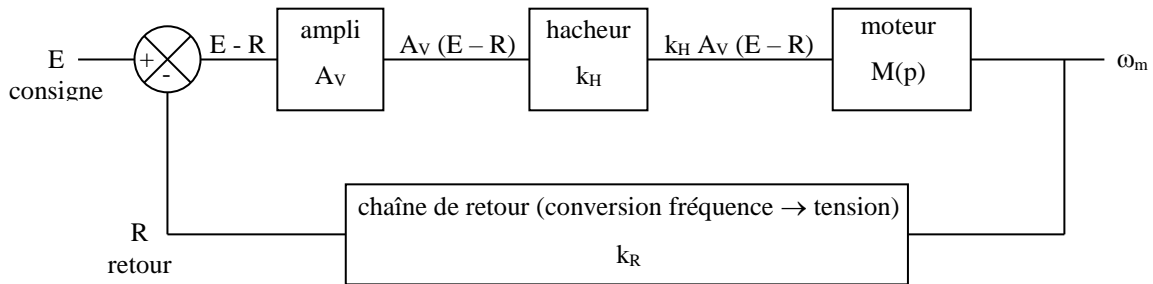 E
consigne
+
-
E - R
ampli
A_V
A_V (E – R)
hacheur
k_H
k_H A_V (E – R)
moteur
M(p)
ω_m
chaîne de retour (conversion fréquence → tension)
k_R
R
retour